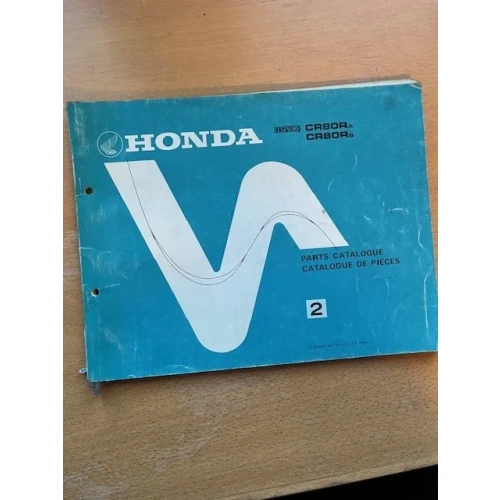 HONDA
CR80RA
CR80RB
PARTS CATALOGUE
CATALOGUE DE PIECES
2